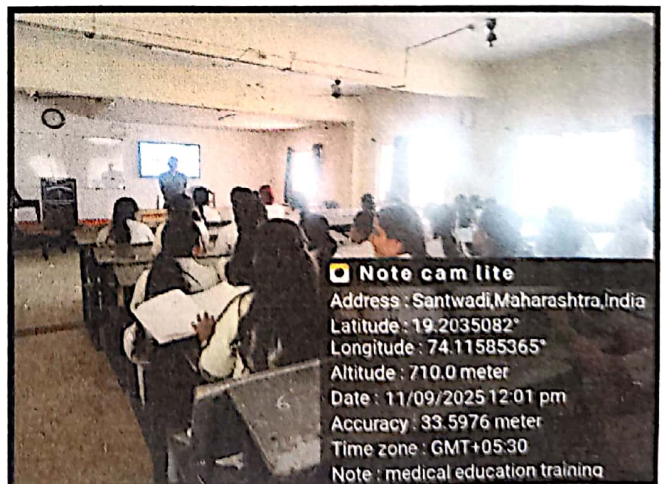 Note cam lite
Address : Santwadi,Maharashtra,India
Latitude : 19.2035082°
Longitude : 74.11585365°
Altitude : 710.0 meter
Date : 11/09/2025 12:01 pm
Accuracy : 33.5976 meter
Time zone : GMT+05:30
Note : medical education training
6